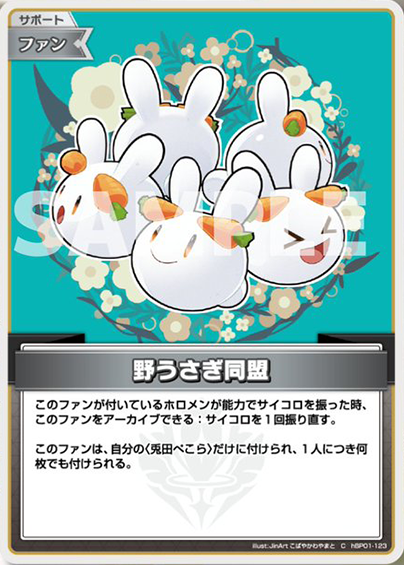 サポート
ファン
SAMPLE
野うさぎ同盟
このファンが付いているホロメンが能力でサイコロを振った時、
このファンをアーカイブできる：サイコロを1回振り直す。
このファンは、自分の〈兎田ぺこら〉だけに付けられ、1人につき何
枚でも付けられる。
illust:JinArt こばやかわやまと C hBP01-123